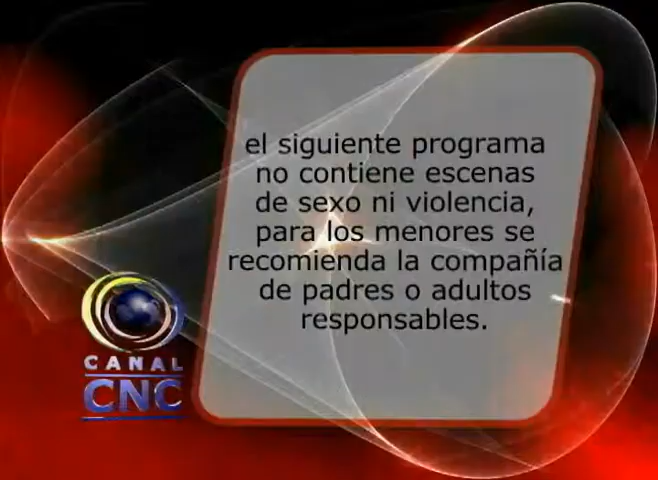 el siguiente programa
no contiene escenas
de sexo ni violencia,
para los menores se
recomienda la compañía
de padres o adultos
responsables.
CANAL
CNC